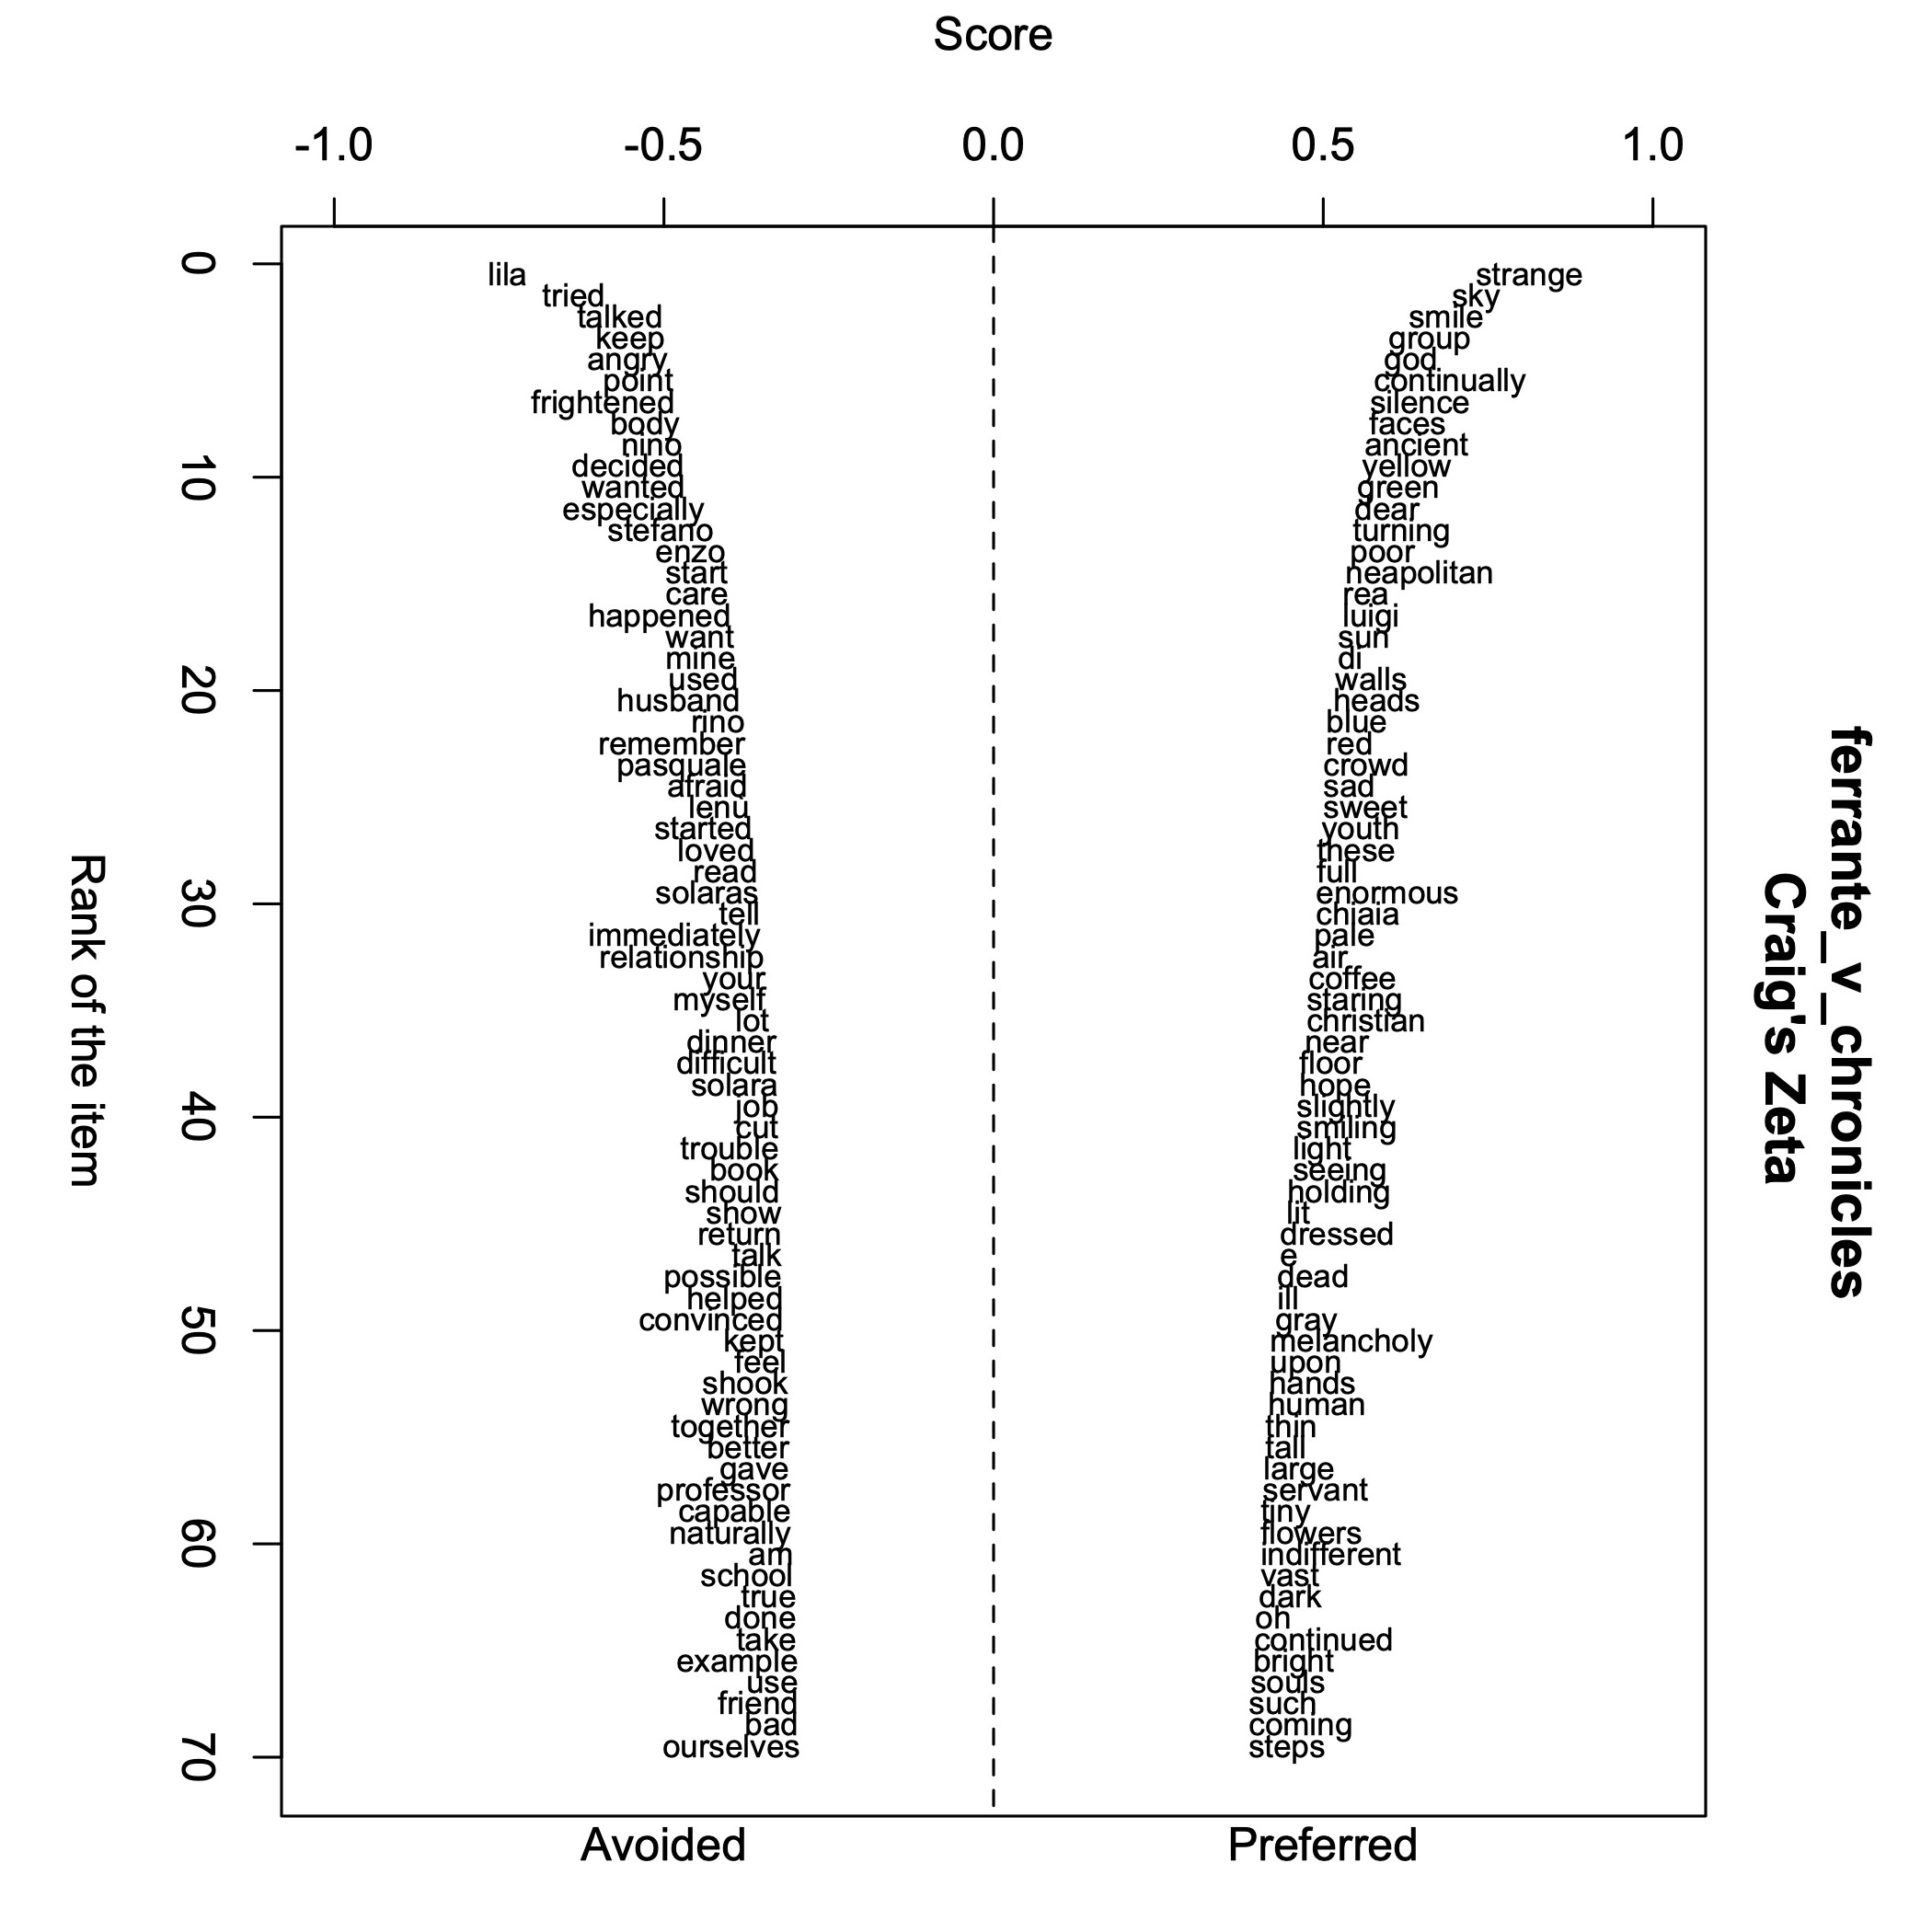 Score
-1.0 -0.5 0.0 0.5 1.0
ferrante_v_chronicles
Craig's Zeta
Rank of the item
0
10
20
30
40
50
60
70
lila
tried
talked
keep
angry
point
frightened
body
nino
decided
wanted
especially
stefano
enzo
start
care
happened
want
mine
used
husband
rino
remember
pasquale
afraid
lenù
started
loved
read
solaras
tell
immediately
relationship
your
myself
lot
dinner
difficult
solara
job
cut
trouble
book
should
show
return
talk
possible
helped
convinced
kept
feel
shook
wrong
together
better
gave
professor
capable
naturally
am
school
true
done
take
example
use
friend
bad
ourselves
strange
sky
smile
group
god
continually
silence
faces
ancient
yellow
green
dear
turning
poor
neapolitan
rea
luigi
sun
di
walls
heads
blue
red
crowd
sad
sweet
youth
these
full
enormous
chiaia
pale
air
coffee
staring
christian
near
floor
hope
slightly
smiling
light
seeing
holding
lit
dressed
e
dead
ill
gray
melancholy
upon
hands
human
thin
tall
large
servant
tiny
flowers
indifferent
vast
dark
oh
continued
bright
souls
such
coming
steps
Avoided Preferred